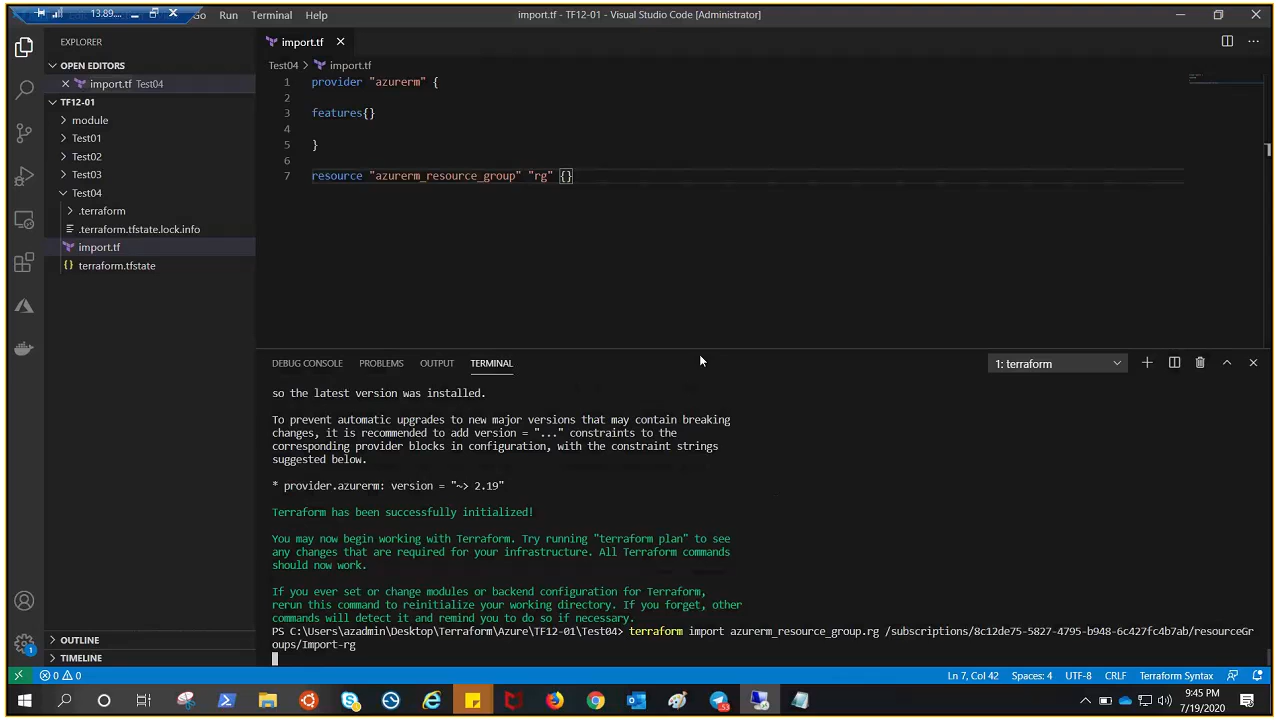 13.89...
Go Run Terminal Help
import.tf - TF12-01 - Visual Studio Code [Administrator]
EXPLORER
OPEN EDITORS
import.tf Test04
TF12-01
module
Test01
Test02
Test03
Test04
.terraform
.terraform.tfstate.lock.info
import.tf
terraform.tfstate
OUTLINE
TIMELINE
import.tf
Test04 > import.tf
1 provider "azurerm" {
2
3 features{}
4
5 }
6
7 resource "azurerm_resource_group" "rg" {}
DEBUG CONSOLE PROBLEMS OUTPUT TERMINAL
1: terraform
so the latest version was installed.
To prevent automatic upgrades to new major versions that may contain breaking
changes, it is recommended to add version = "..." constraints to the
corresponding provider blocks in configuration, with the constraint strings
suggested below.
* provider.azurerm: version = "~> 2.19"
Terraform has been successfully initialized!
You may now begin working with Terraform. Try running "terraform plan" to see
any changes that are required for your infrastructure. All Terraform commands
should now work.
If you ever set or change modules or backend configuration for Terraform,
rerun this command to reinitialize your working directory. If you forget, other
commands will detect it and remind you to do so if necessary.
PS C:\Users\azadmin\Desktop\Terraform\Azure\TF12-01\Test04> terraform import azurerm_resource_group.rg /subscriptions/8c12de75-5827-4795-b948-6c427fc4b7ab/resourceGr
oups/Import-rg
0 0
Ln 7, Col 42 Spaces: 4 UTF-8 CRLF Terraform Syntax
9:45 PM
7/19/2020